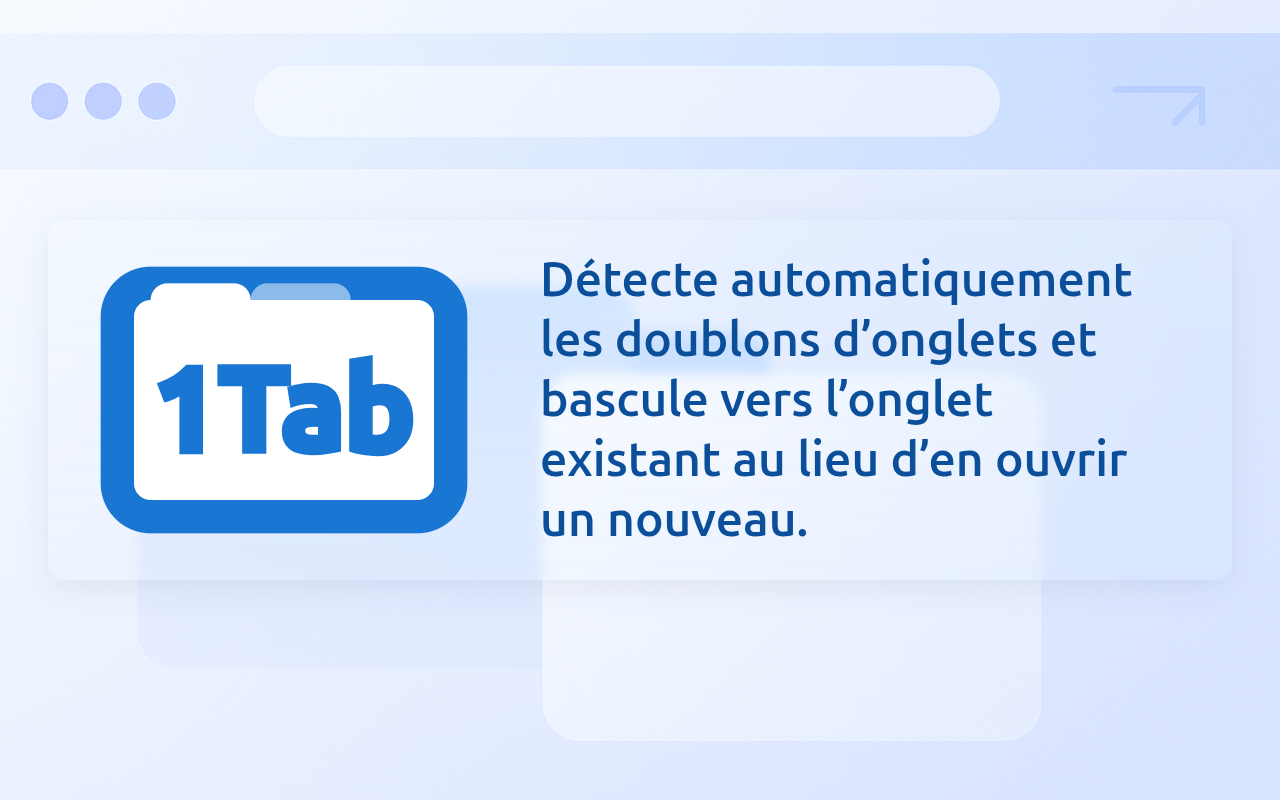 1Tab
Détecte automatiquement
les doublons d’onglets et
bascule vers l’onglet
existant au lieu d’en ouvrir
un nouveau.